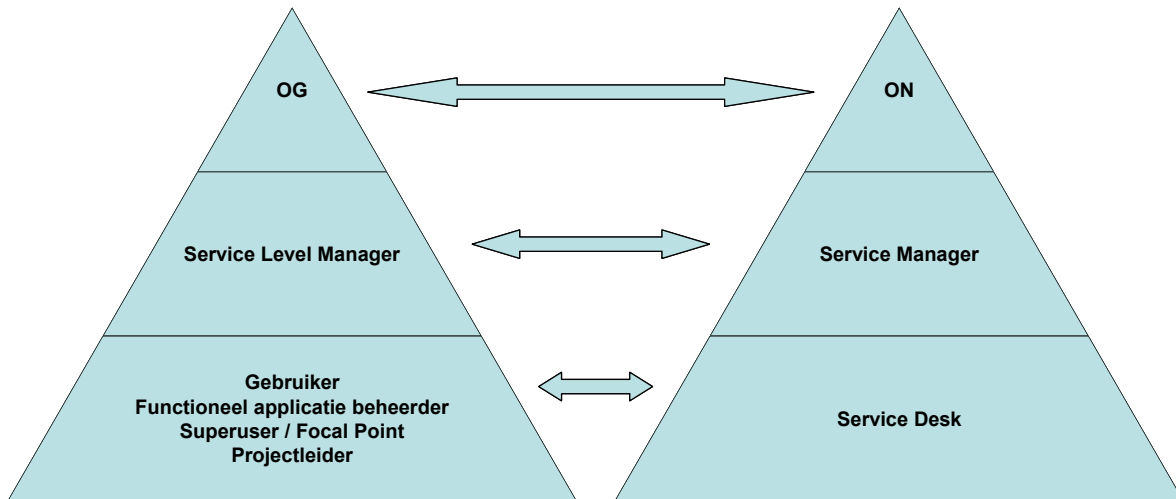 OG
ON
Service Level Manager
Service Manager
Gebruiker
Functioneel applicatie beheerder
Superuser / Focal Point
Projectleider
Service Desk